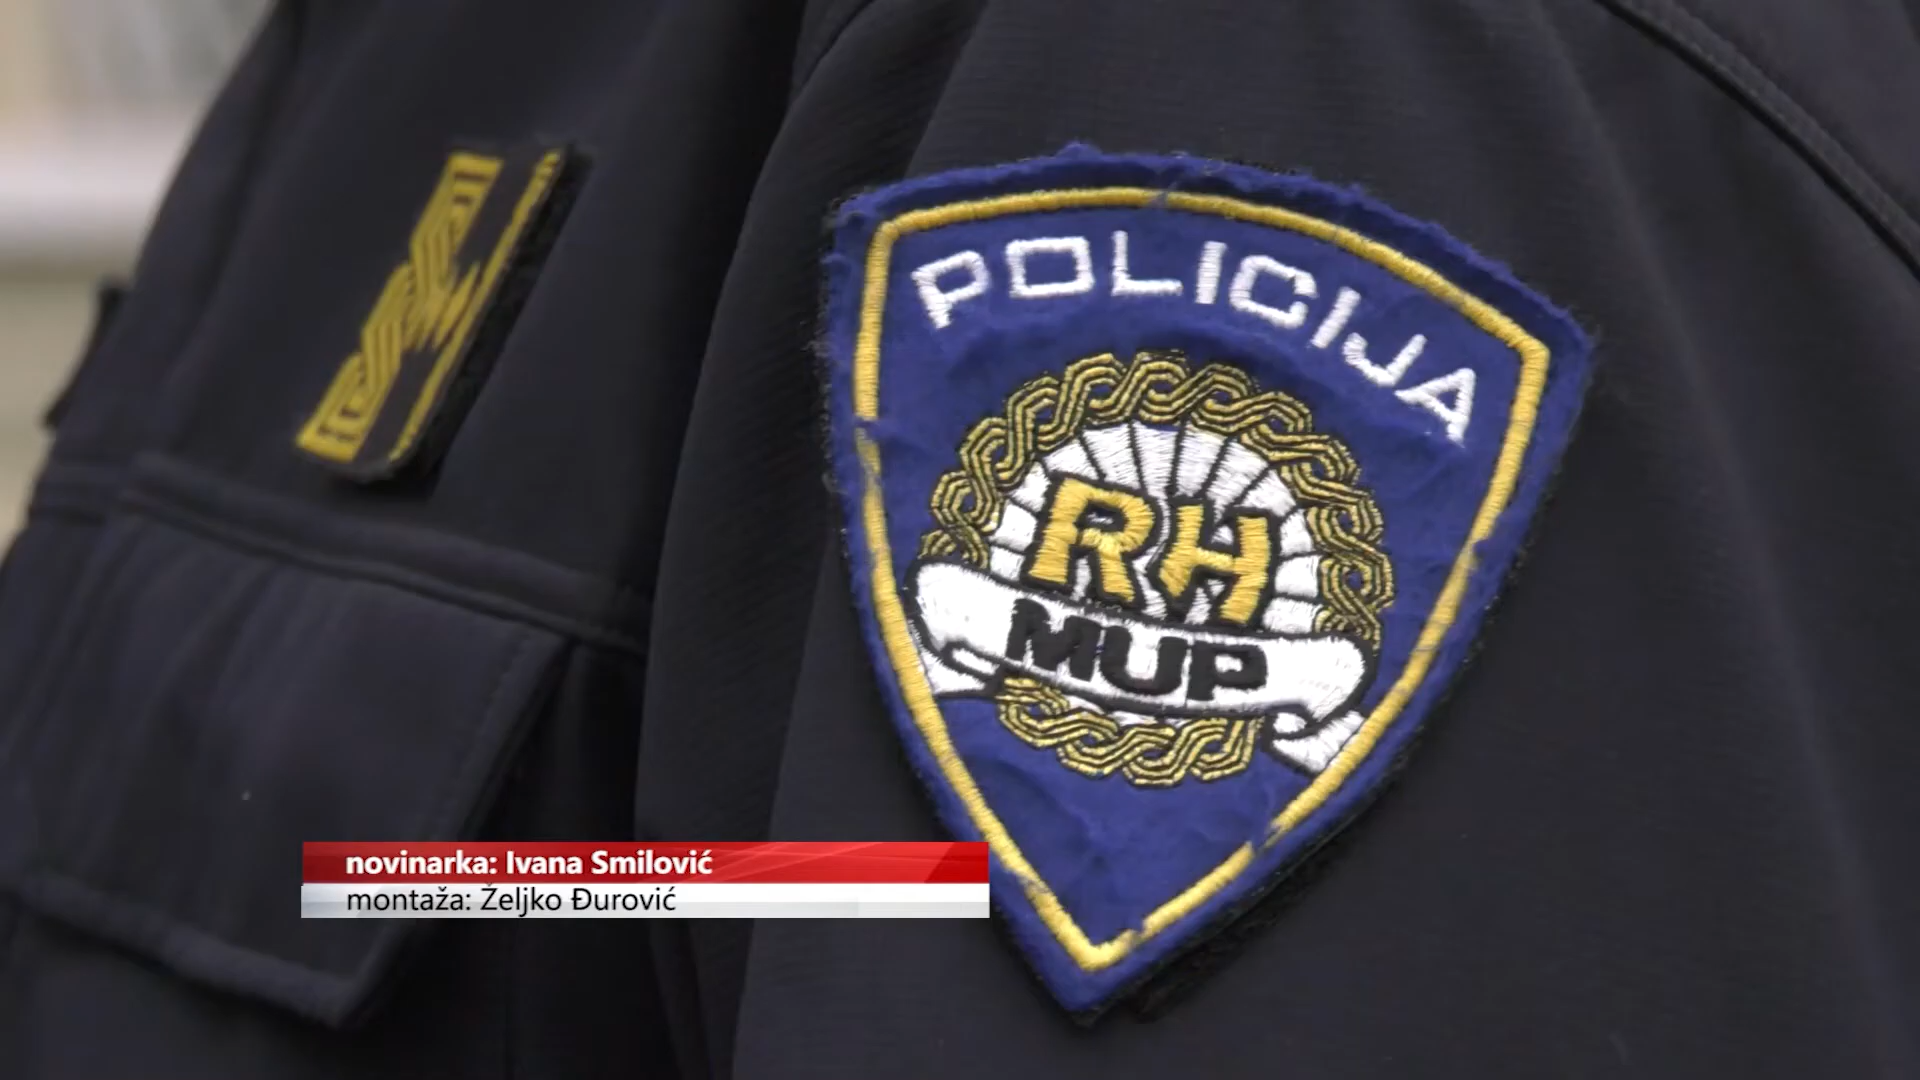 POLICIJA
RH
MUP
novinarka: Ivana Smilović
montaža: Željko Đurović